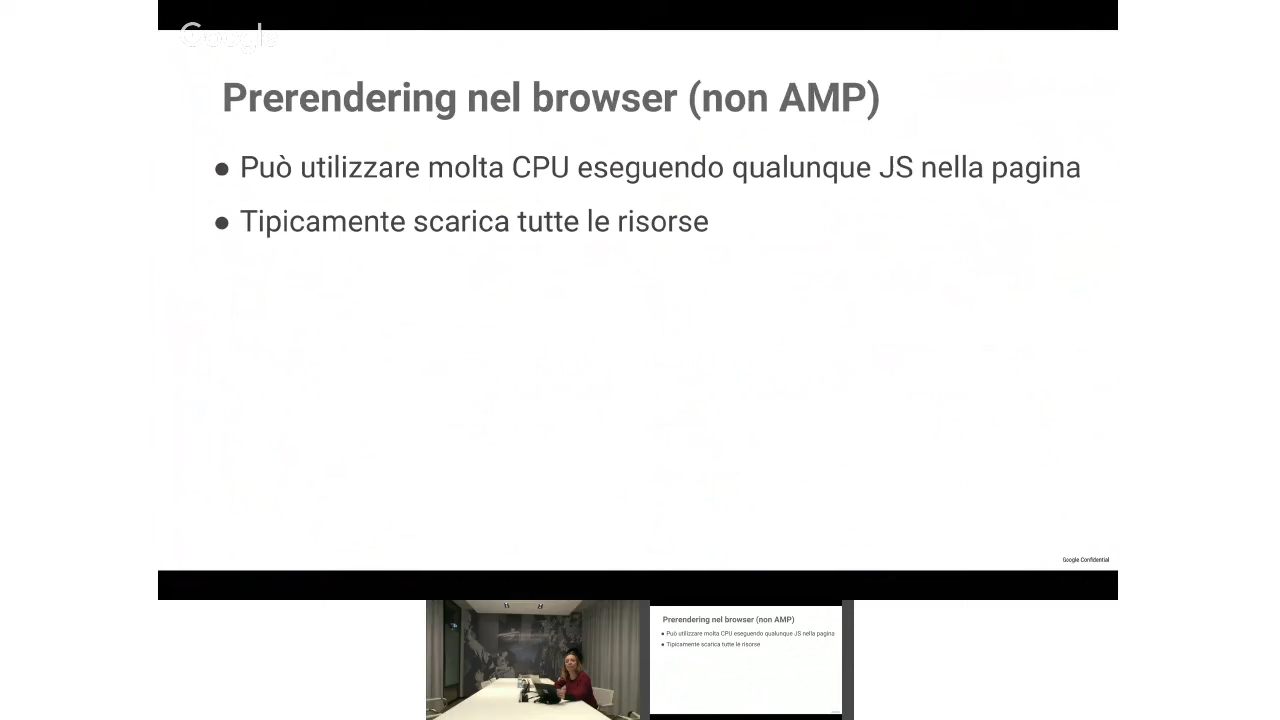 Google
Prerendering nel browser (non AMP)
● Può utilizzare molta CPU eseguendo qualunque JS nella pagina
● Tipicamente scarica tutte le risorse
Google Confidential
Prerendering nel browser (non AMP)
● Può utilizzare molta CPU eseguendo qualunque JS nella pagina
● Tipicamente scarica tutte le risorse